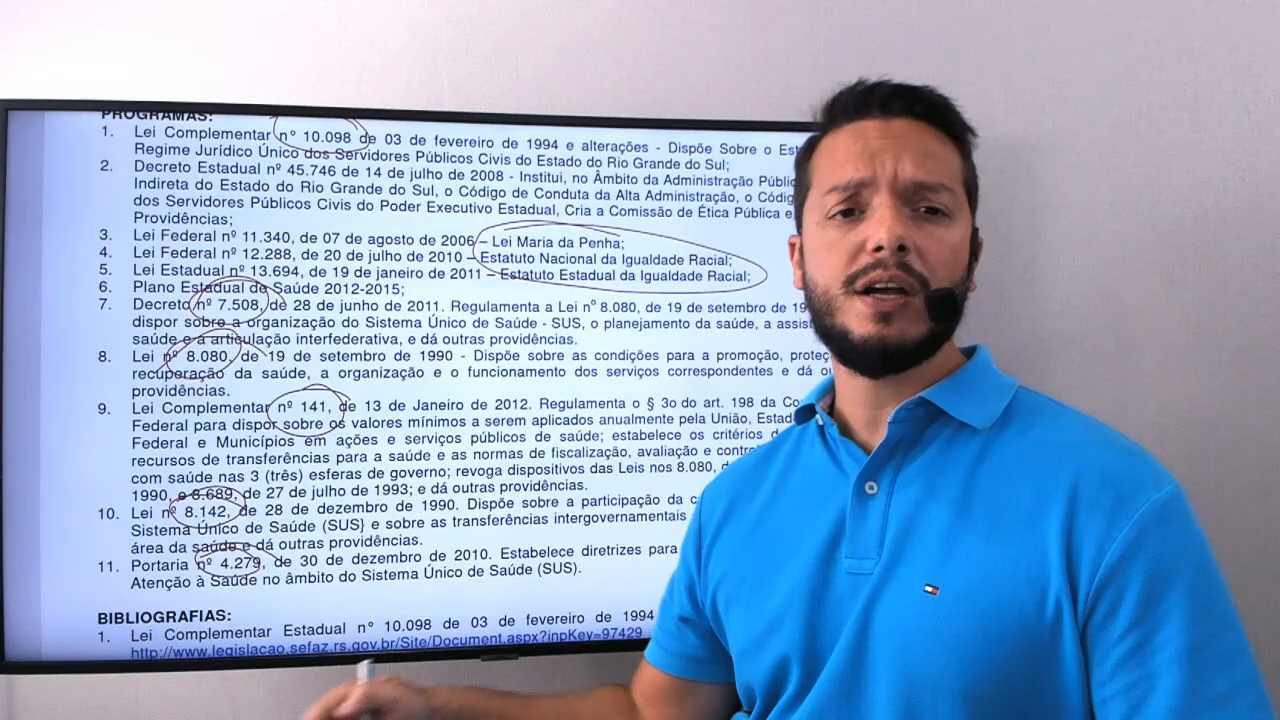 PROGRAMAS:
1. Lei Complementar nº 10.098 de 03 de fevereiro de 1994 e alterações - Dispõe Sobre o Est
Regime Jurídico Único dos Servidores Públicos Civis do Estado do Rio Grande do Sul;
2. Decreto Estadual nº 45.746 de 14 de julho de 2008 - Institui, no Âmbito da Administração Públic
Indireta do Estado do Rio Grande do Sul, o Código de Conduta da Alta Administração, o Códig
dos Servidores Públicos Civis do Poder Executivo Estadual, Cria a Comissão de Ética Pública e
Providências;
3. Lei Federal nº 11.340, de 07 de agosto de 2006 – Lei Maria da Penha;
4. Lei Federal nº 12.288, de 20 de julho de 2010 – Estatuto Nacional da Igualdade Racial;
5. Lei Estadual nº 13.694, de 19 de janeiro de 2011 – Estatuto Estadual da Igualdade Racial;
6. Plano Estadual de Saúde 2012-2015;
7. Decreto nº 7.508, de 28 de junho de 2011. Regulamenta a Lei nº 8.080, de 19 de setembro de 19
dispor sobre a organização do Sistema Único de Saúde - SUS, o planejamento da saúde, a assist
saúde e a articulação interfederativa, e dá outras providências.
8. Lei nº 8.080, de 19 de setembro de 1990 - Dispõe sobre as condições para a promoção, proteç
recuperação da saúde, a organização e o funcionamento dos serviços correspondentes e dá ou
providências.
9. Lei Complementar nº 141, de 13 de Janeiro de 2012. Regulamenta o § 3o do art. 198 da Co
Federal para dispor sobre os valores mínimos a serem aplicados anualmente pela União, Estad
Federal e Municípios em ações e serviços públicos de saúde; estabelece os critérios d
recursos de transferências para a saúde e as normas de fiscalização, avaliação e contr
com saúde nas 3 (três) esferas de governo; revoga dispositivos das Leis nos 8.080, d
1990, e 8.689, de 27 de julho de 1993; e dá outras providências.
10. Lei nº 8.142, de 28 de dezembro de 1990. Dispõe sobre a participação da c
Sistema Único de Saúde (SUS} e sobre as transferências intergovernamentais
área da saúde e dá outras providências.
11. Portaria nº 4.279, de 30 de dezembro de 2010. Estabelece diretrizes para
Atenção à Saúde no âmbito do Sistema Único de Saúde (SUS).
BIBLIOGRAFIAS:
1. Lei Complementar Estadual nº 10.098 de 03 de fevereiro de 1994
http://www.legislacao.sefaz.rs.gov.br/Site/Document.aspx?inpKey=97429